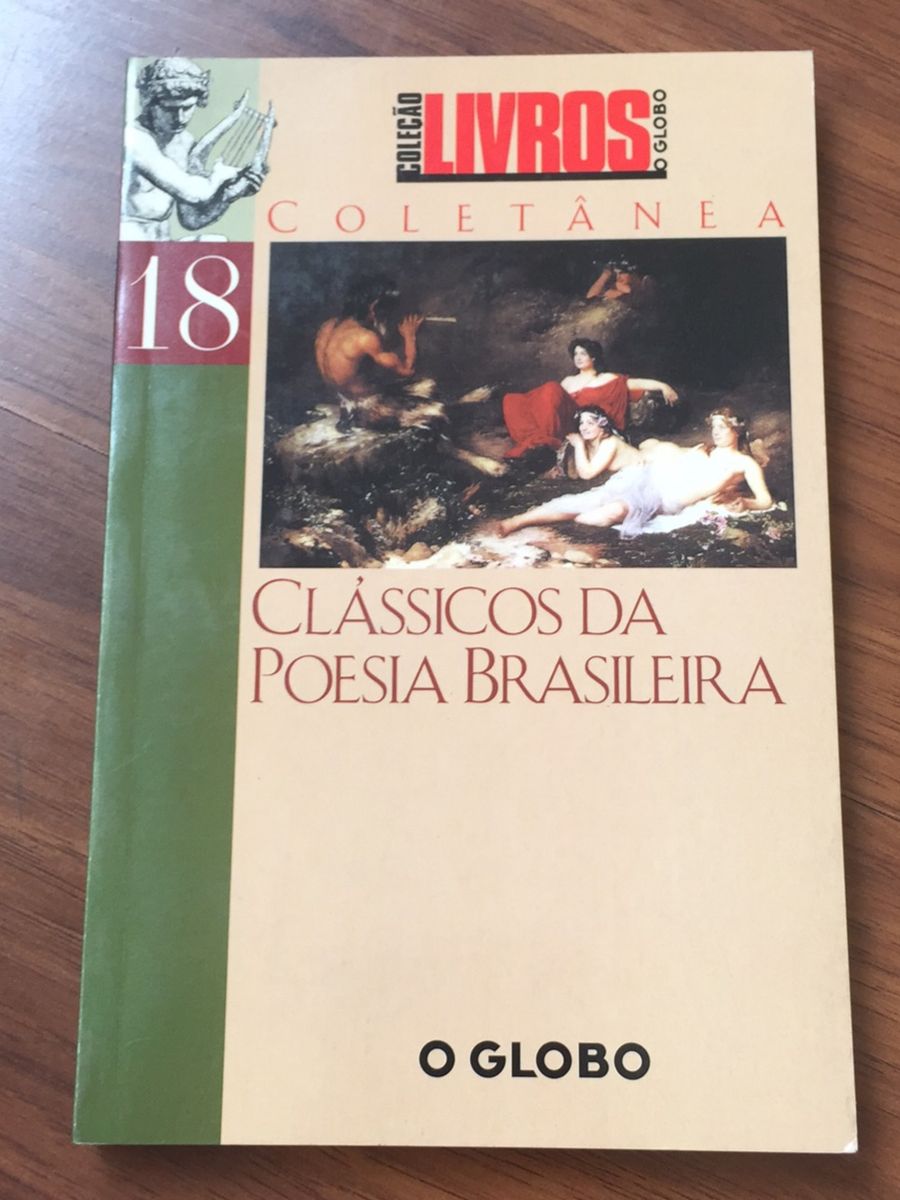 COLEÇÃO LIVROS O GLOBO
COLETÂNEA
18
CLÁSSICOS DA
POESIA BRASILEIRA
O GLOBO